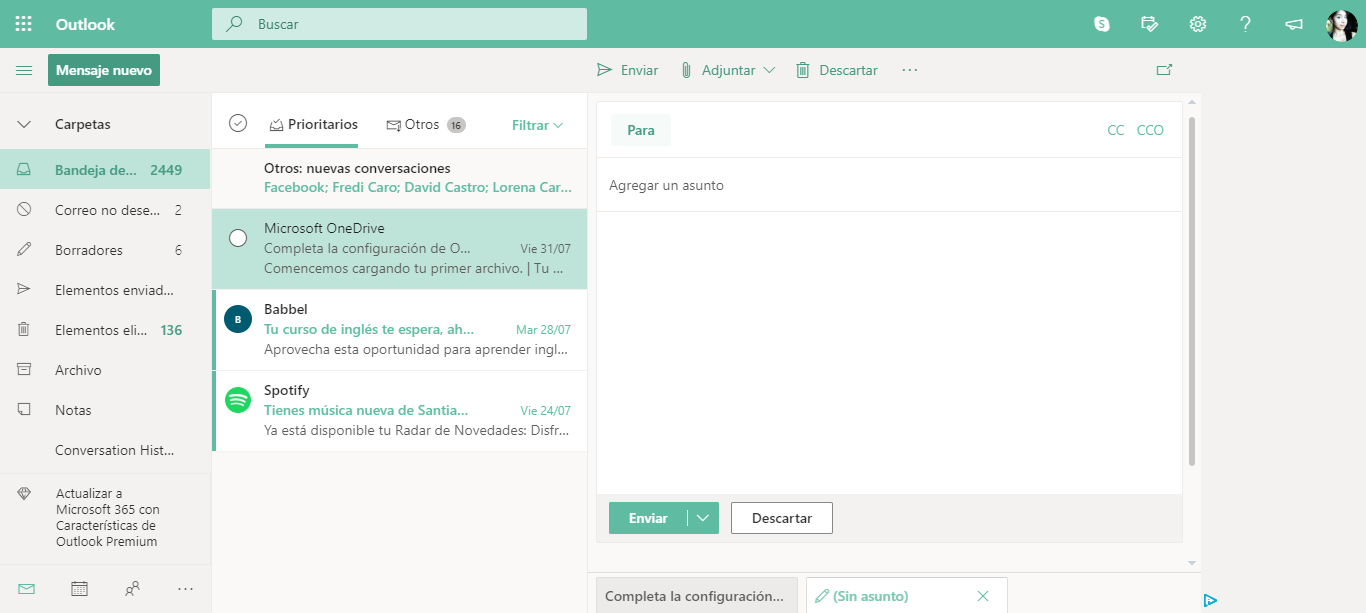 Outlook
Buscar
Mensaje nuevo
Enviar
Adjuntar
Descartar
Carpetas
Bandeja de... 2449
Correo no dese... 2
Borradores 6
Elementos enviad...
Elementos eli... 136
Archivo
Notas
Conversation Hist...
Actualizar a
Microsoft 365 con
Características de
Outlook Premium
Prioritarios
Otros 16
Filtrar
Otros: nuevas conversaciones
Facebook; Fredi Caro; David Castro; Lorena Car...
Microsoft OneDrive
Completa la configuración de O... Vie 31/07
Comencemos cargando tu primer archivo. | Tu ...
B
Babbel
Tu curso de inglés te espera, ah... Mar 28/07
Aprovecha esta oportunidad para aprender ingl...
Spotify
Tienes música nueva de Santia... Vie 24/07
Ya está disponible tu Radar de Novedades: Disfr...
Para
CC CCO
Agregar un asunto
Enviar
Descartar
Completa la configuración...
(Sin asunto)